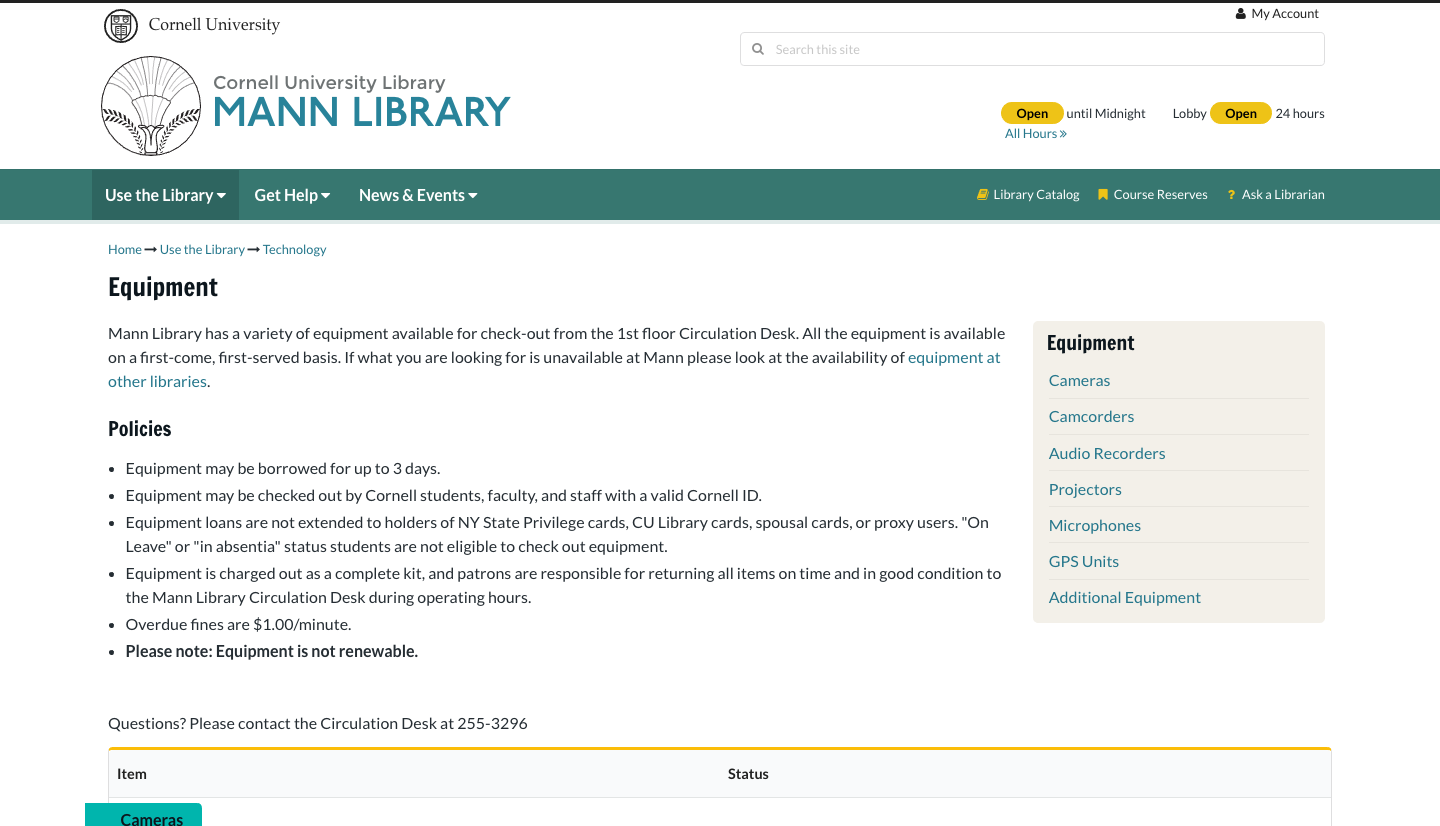 Cornell University
My Account
Search this site
Cornell University Library
MANN LIBRARY
Open until Midnight
Lobby Open 24 hours
All Hours
Use the Library
Get Help
News & Events
Library Catalog
Course Reserves
? Ask a Librarian
Home
Use the Library
Technology
Equipment
Mann Library has a variety of equipment available for check-out from the 1st floor Circulation Desk. All the equipment is available
on a first-come, first-served basis. If what you are looking for is unavailable at Mann please look at the availability of equipment at
other libraries.
Policies
Equipment may be borrowed for up to 3 days.
Equipment may be checked out by Cornell students, faculty, and staff with a valid Cornell ID.
Equipment loans are not extended to holders of NY State Privilege cards, CU Library cards, spousal cards, or proxy users. "On
Leave" or "in absentia" status students are not eligible to check out equipment.
Equipment is charged out as a complete kit, and patrons are responsible for returning all items on time and in good condition to
the Mann Library Circulation Desk during operating hours.
Overdue fines are $1.00/minute.
Please note: Equipment is not renewable.
Equipment
Cameras
Camcorders
Audio Recorders
Projectors
Microphones
GPS Units
Additional Equipment
Questions? Please contact the Circulation Desk at 255-3296
Item
Status
Cameras